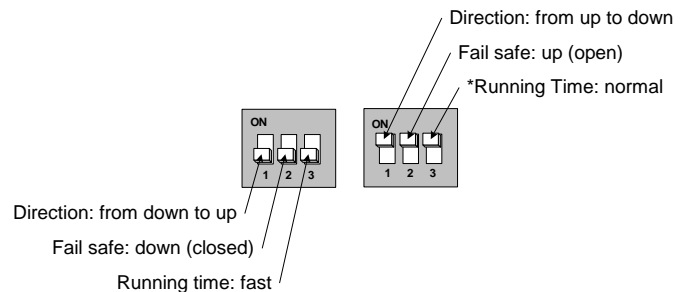 Direction: from up to down
Fail safe: up (open)
*Running Time: normal
ON
1 2 3
ON
1 2 3
Direction: from down to up
Fail safe: down (closed)
Running time: fast